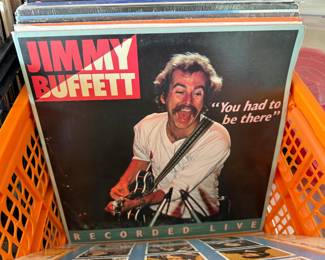 JIMMY
BUFFETT
"You had to
be there"
RECORDED LIVE